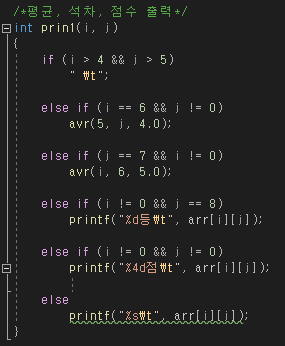 /*평균, 석차, 점수 출력*/
int prin1(i, j)
{
if (i > 4 && j > 5)
" ₩t";
else if (i == 6 && j != 0)
avr(5, j, 4.0);
else if (j == 7 && i != 0)
avr(i, 6, 5.0);
else if (i != 0 && j == 8)
printf("%d등₩t", arr[i][j]);
else if (i != 0 && j != 0)
printf("%4d점₩t", arr[i][j]);
else
printf("%s₩t", arr[i][j]);
}